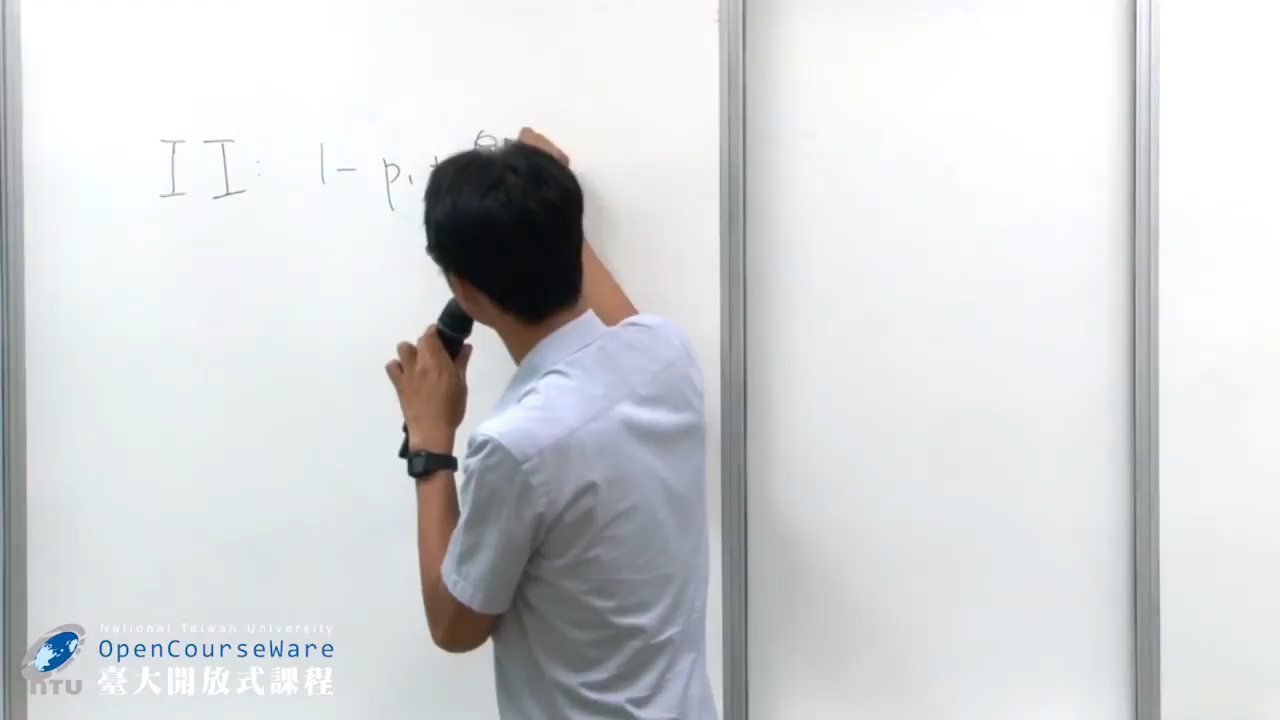 II: 1 - p₁ +
National Taiwan University
OpenCourseWare
NTU 臺大開放式課程